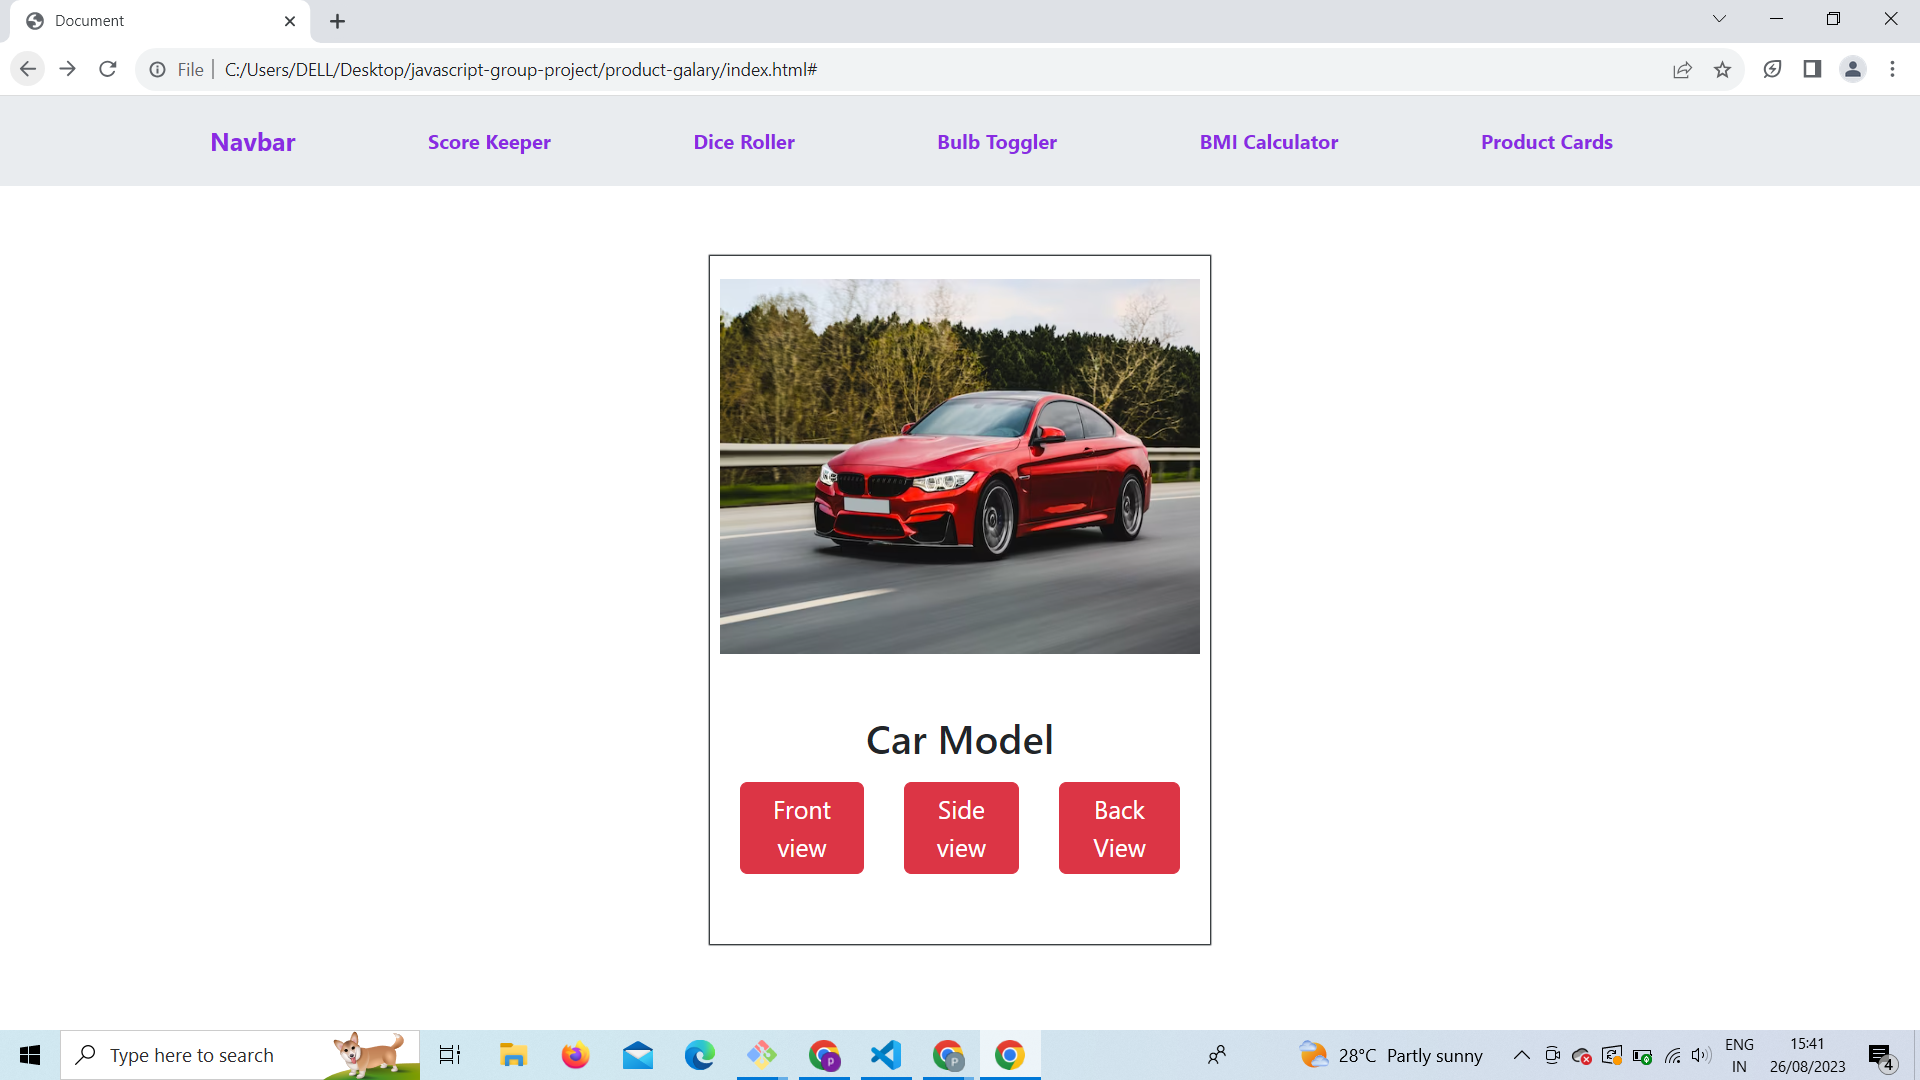 Document
File
C:/Users/DELL/Desktop/javascript-group-project/product-galary/index.html#
Navbar
Score Keeper
Dice Roller
Bulb Toggler
BMI Calculator
Product Cards
Car Model
Front
view
Side
view
Back
View
Type here to search
P
P
28°C Partly sunny
ENG
IN
15:41
26/08/2023
4